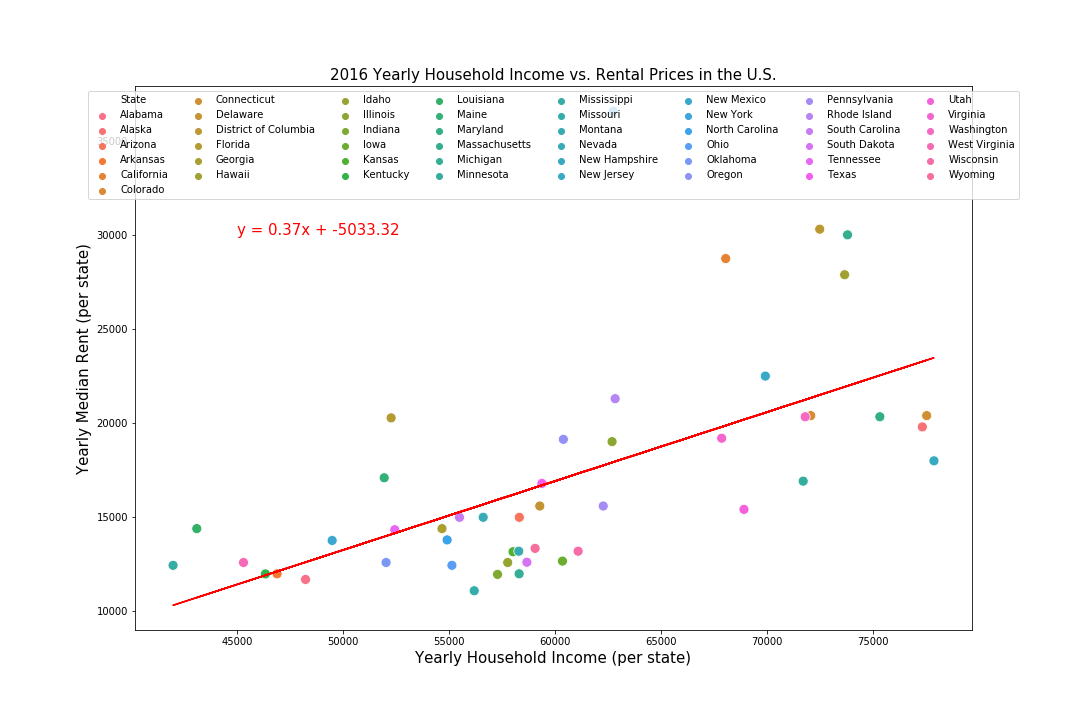 2016 Yearly Household Income vs. Rental Prices in the U.S.
State
Alabama
Alaska
Arizona
Arkansas
California
Colorado
Connecticut
Delaware
District of Columbia
Florida
Georgia
Hawaii
Idaho
Illinois
Indiana
Iowa
Kansas
Kentucky
Louisiana
Maine
Maryland
Massachusetts
Michigan
Minnesota
Mississippi
Missouri
Montana
Nevada
New Hampshire
New Jersey
New Mexico
New York
North Carolina
Ohio
Oklahoma
Oregon
Pennsylvania
Rhode Island
South Carolina
South Dakota
Tennessee
Texas
Utah
Virginia
Washington
West Virginia
Wisconsin
Wyoming
y = 0.37x + -5033.32
Yearly Median Rent (per state)
35000
30000
25000
20000
15000
10000
45000
50000
55000
60000
65000
70000
75000
Yearly Household Income (per state)